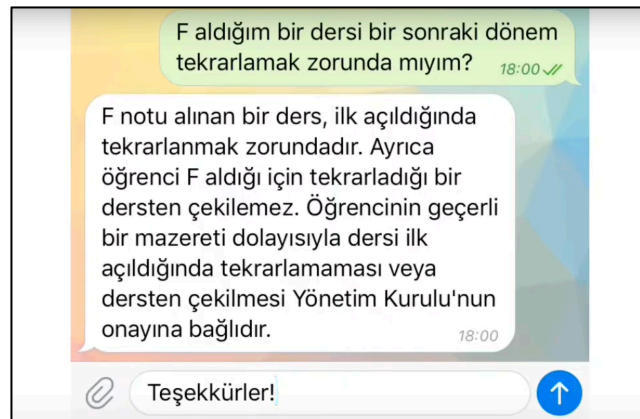 F aldığım bir dersi bir sonraki dönem
tekrarlamak zorunda mıyım?
18:00
F notu alınan bir ders, ilk açıldığında
tekrarlanmak zorundadır. Ayrıca
öğrenci F aldığı için tekrarladığı bir
dersten çekilemez. Öğrencinin geçerli
bir mazereti dolayısıyla dersi ilk
açıldığında tekrarlamaması veya
dersten çekilmesi Yönetim Kurulu'nun
onayına bağlıdır.
18:00
Teşekkürler!